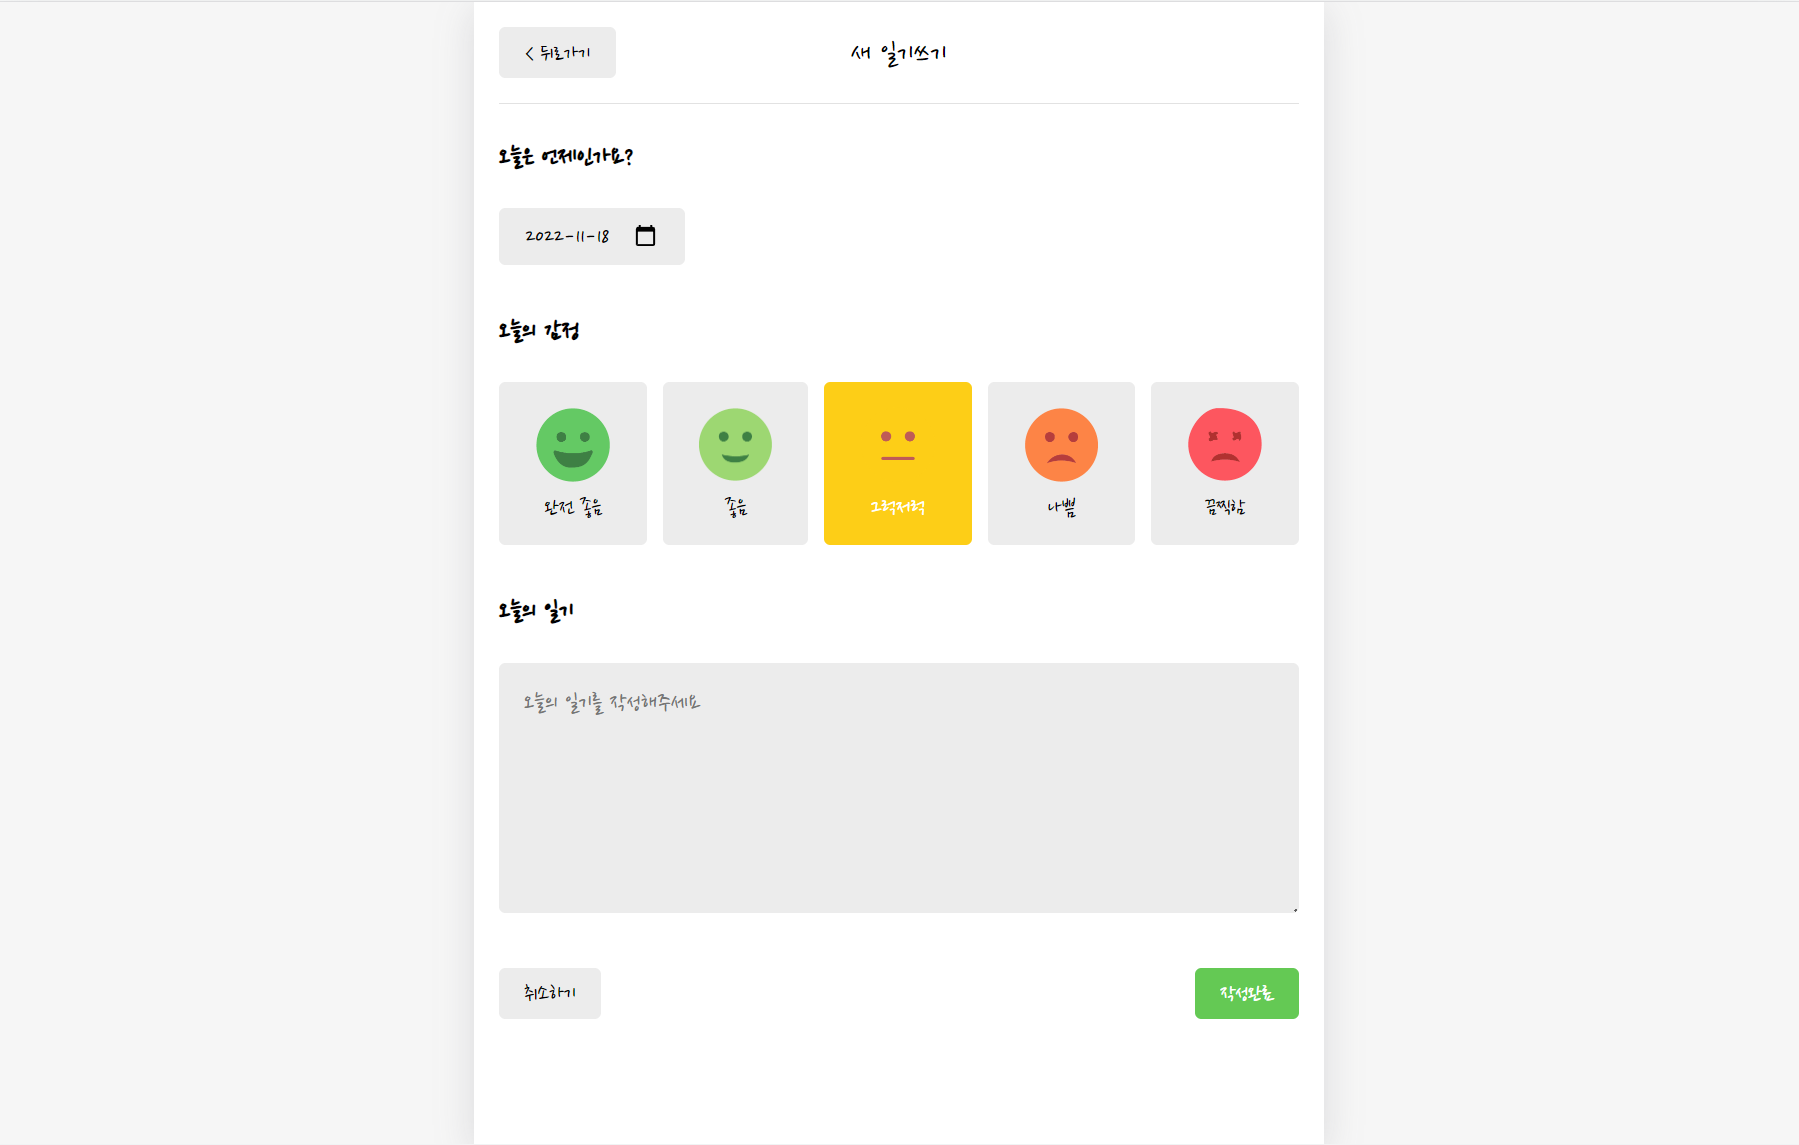 < 뒤로가기
새 일기쓰기
오늘은 언제인가요?
2022-11-18
오늘의 감정
완전 좋음
좋음
그럭저럭
나쁨
끔찍함
오늘의 일기
오늘의 일기를 작성해주세요
취소하기
작성완료